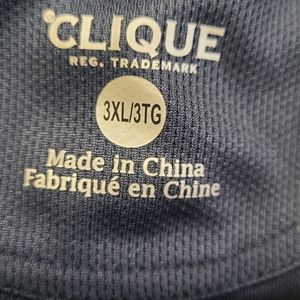 CLIQUE
REG. TRADEMARK
3XL/3TG
Made in China
Fabriqué en Chine